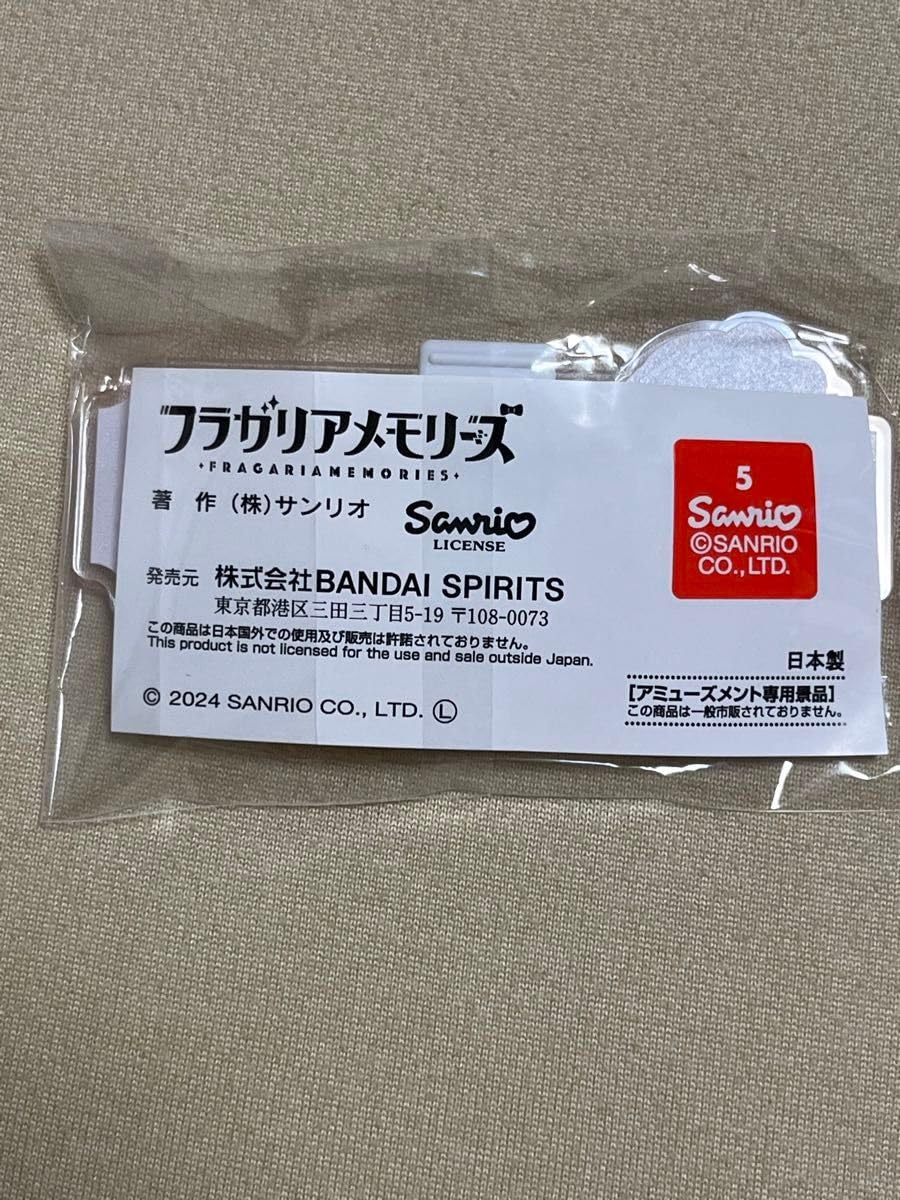 フラガリアメモリーズ
FRAGARIAMEMORIES
著 作 (株)サンリオ
Sanrio
LICENSE
発売元 株式会社BANDAI SPIRITS
東京都港区三田三丁目5-19 〒108-0073
この商品は日本国外での使用及び販売は許諾されておりません。
This product is not licensed for the use and sale outside Japan.
© 2024 SANRIO CO., LTD. Ⓛ
5
Sanrio
©SANRIO
CO., LTD.
日本製
[アミューズメント専用景品]
この商品は一般市販されておりません。